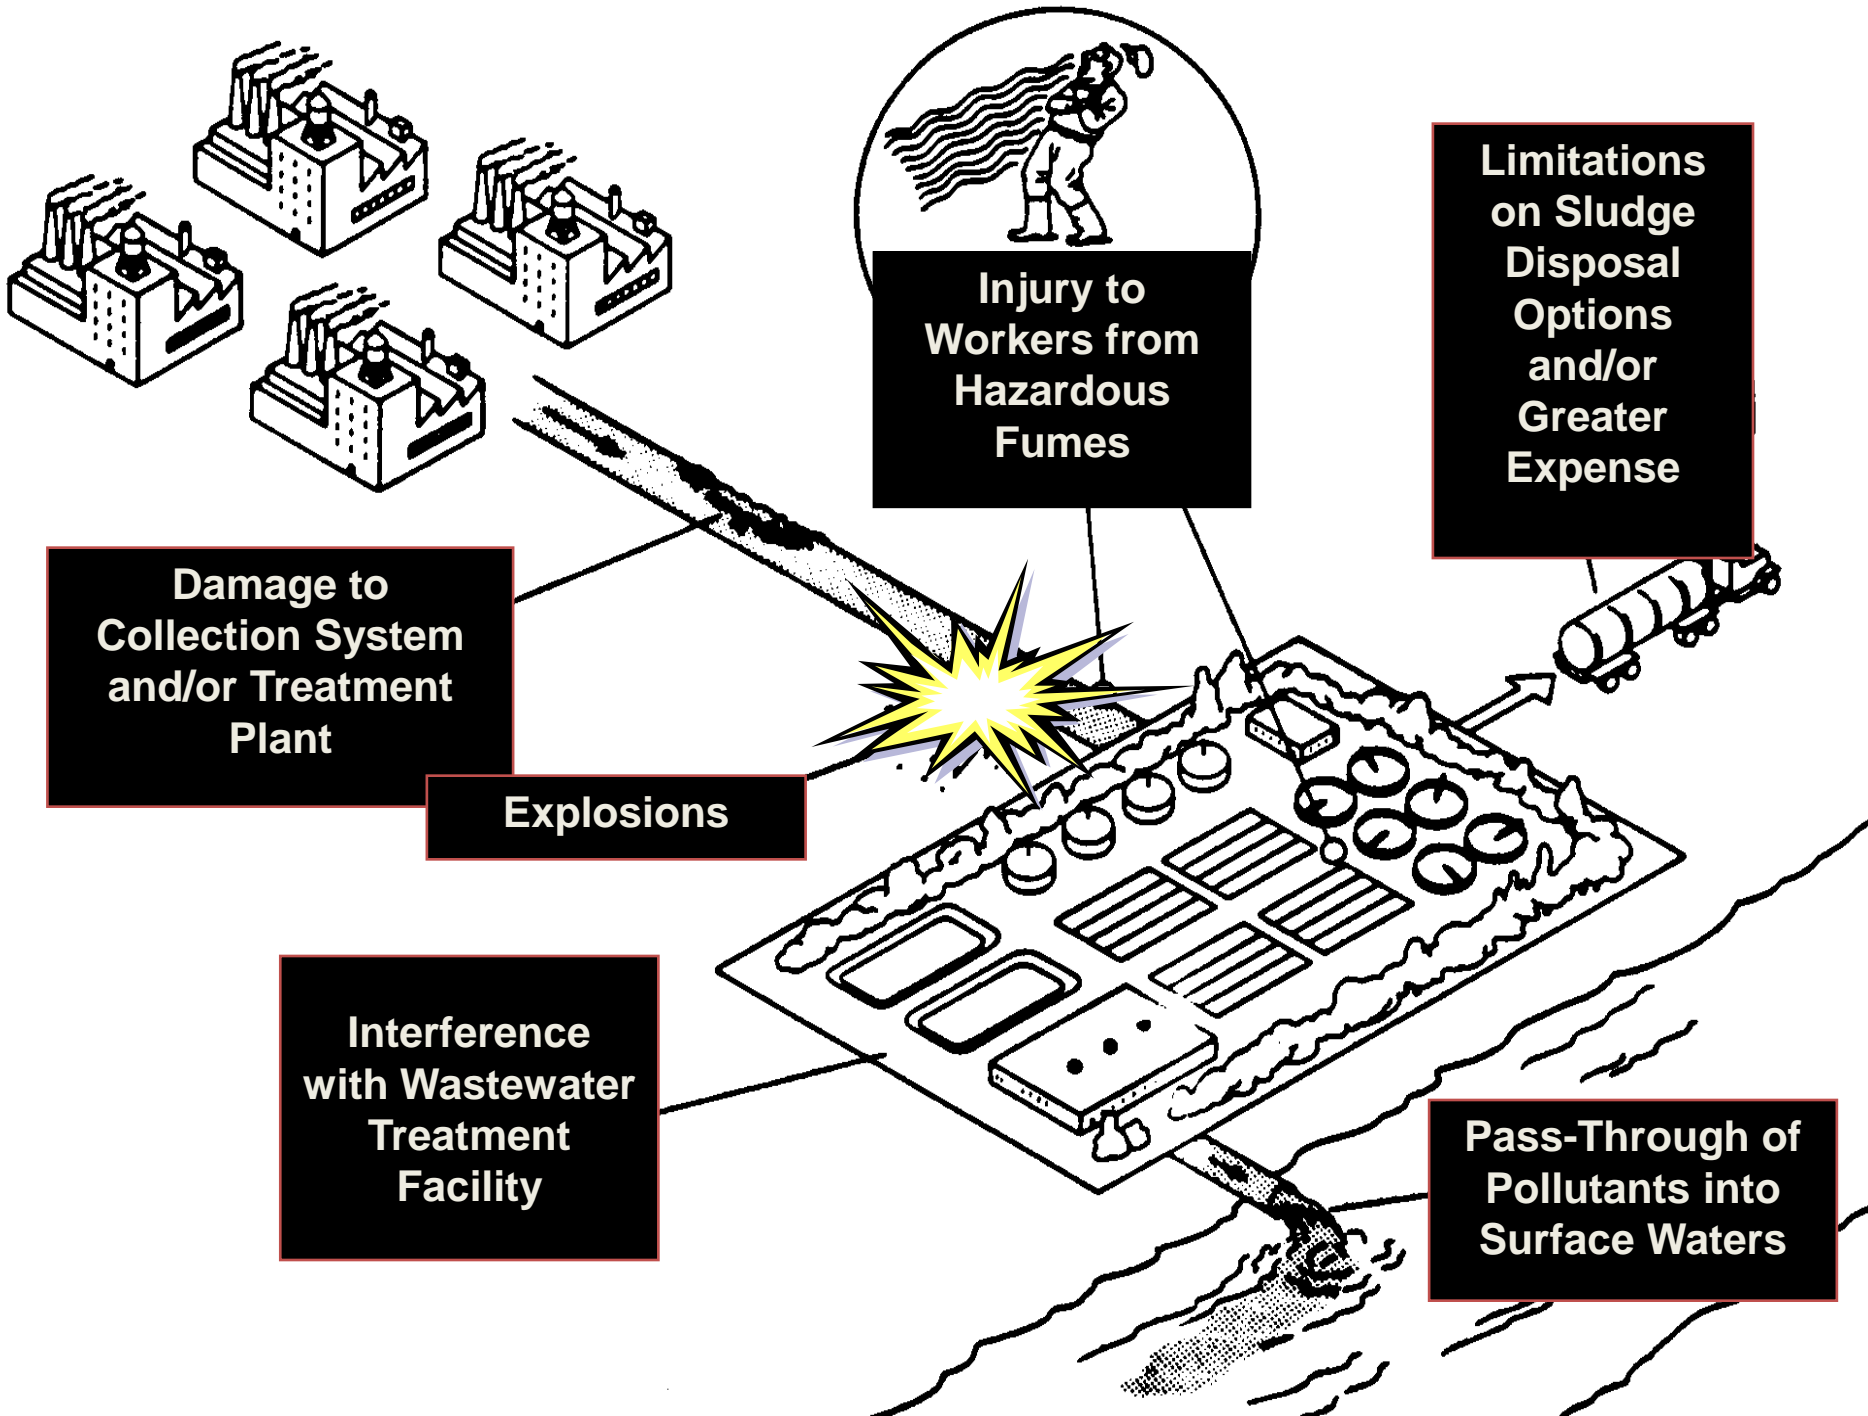 Injury to
Workers from
Hazardous
Fumes
Limitations
on Sludge
Disposal
Options
and/or
Greater
Expense
Damage to
Collection System
and/or Treatment
Plant
Explosions
Interference
with Wastewater
Treatment
Facility
Pass-Through of
Pollutants into
Surface Waters